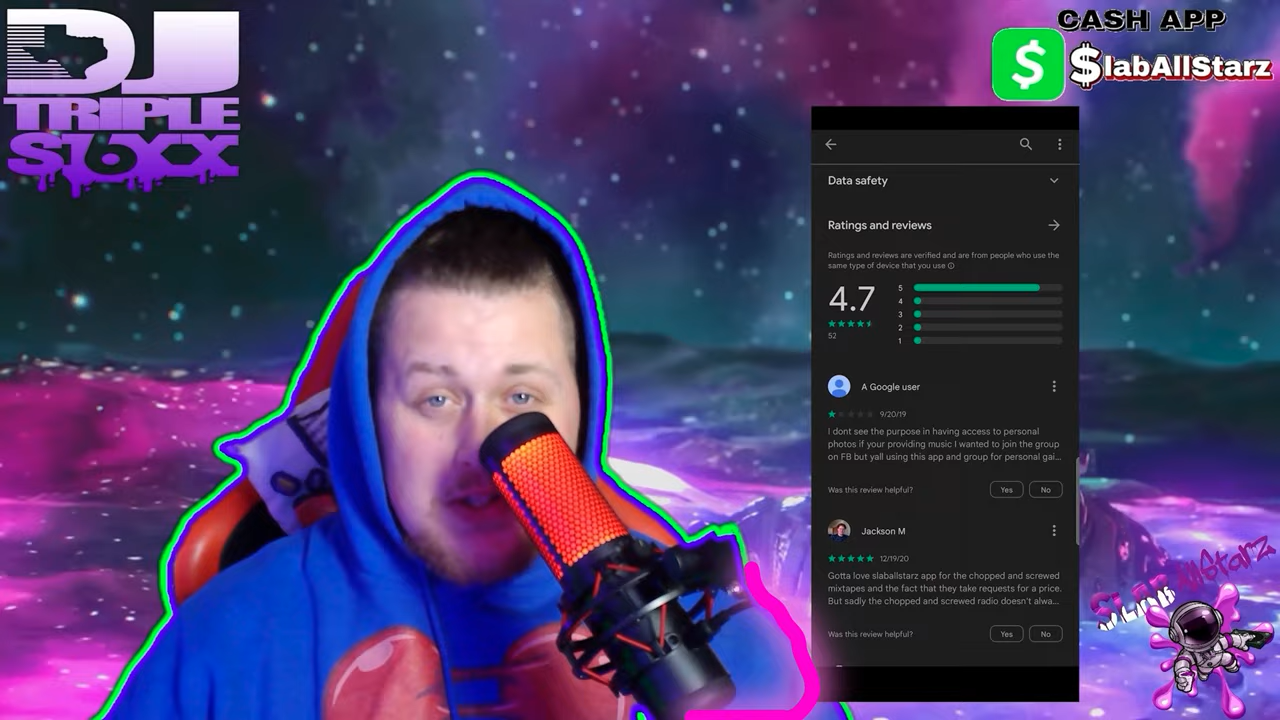 DJ
TRIPLE
SIXX
CASH APP
$labAllStarz
Data safety
Ratings and reviews
Ratings and reviews are verified and are from people who use the
same type of device that you use
4.7
52
5
4
3
2
1
A Google user
9/20/19
I dont see the purpose in having access to personal
photos if your providing music I wanted to join the group
on FB but yall using this app and group for personal gai...
Was this review helpful?
Yes
No
Jackson M
12/19/20
Gotta love slaballstarz app for the chopped and screwed
mixtapes and the fact that they take requests for a price.
But sadly the chopped and screwed radio doesn't alwa...
Was this review helpful?
Yes
No
AllStarz